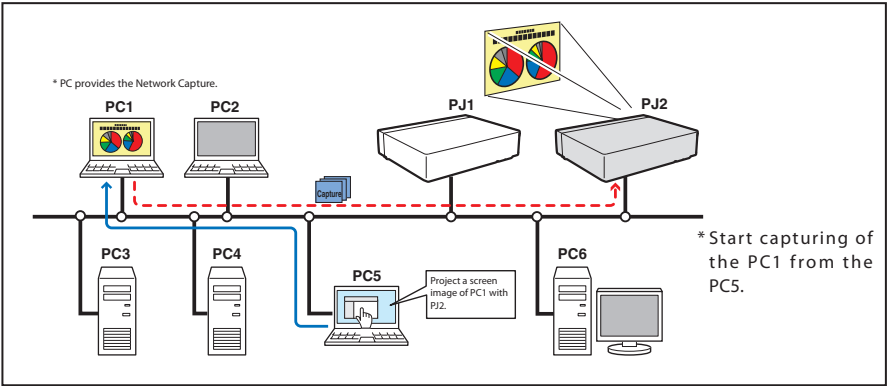 * PC provides the Network Capture.
PC1
PC2
PJ1
PJ2
Capture
PC3
PC4
PC5
Project a screen
image of PC1 with
PJ2.
PC6
* Start capturing of
the PC1 from the
PC5.